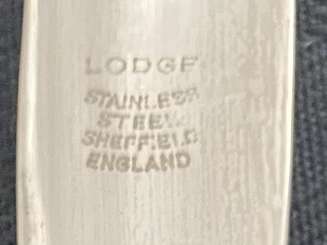 LODGE
STAINLESS
STEEL
SHEFFIELD
ENGLAND